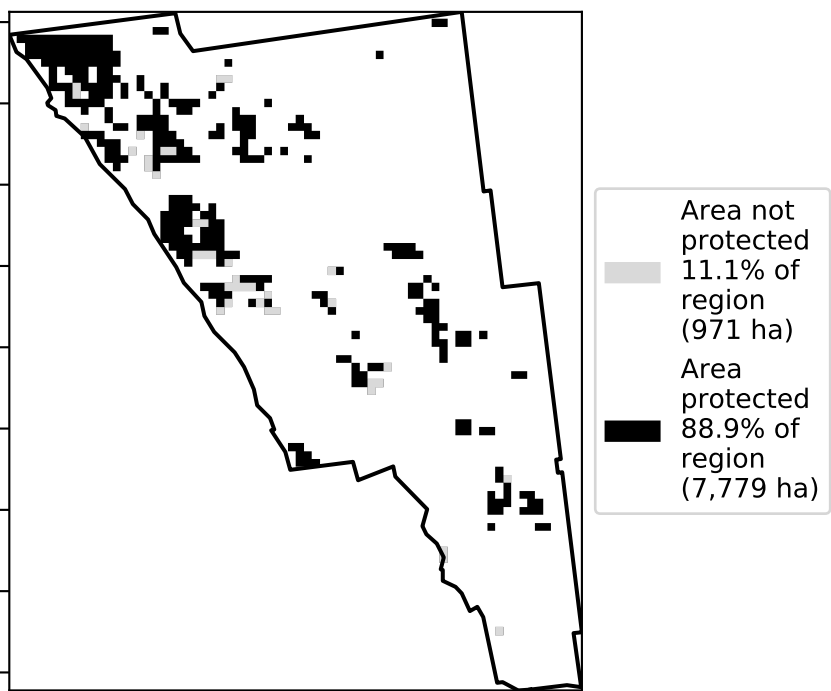 Area not
protected
11.1% of
region
(971 ha)
Area
protected
88.9% of
region
(7,779 ha)